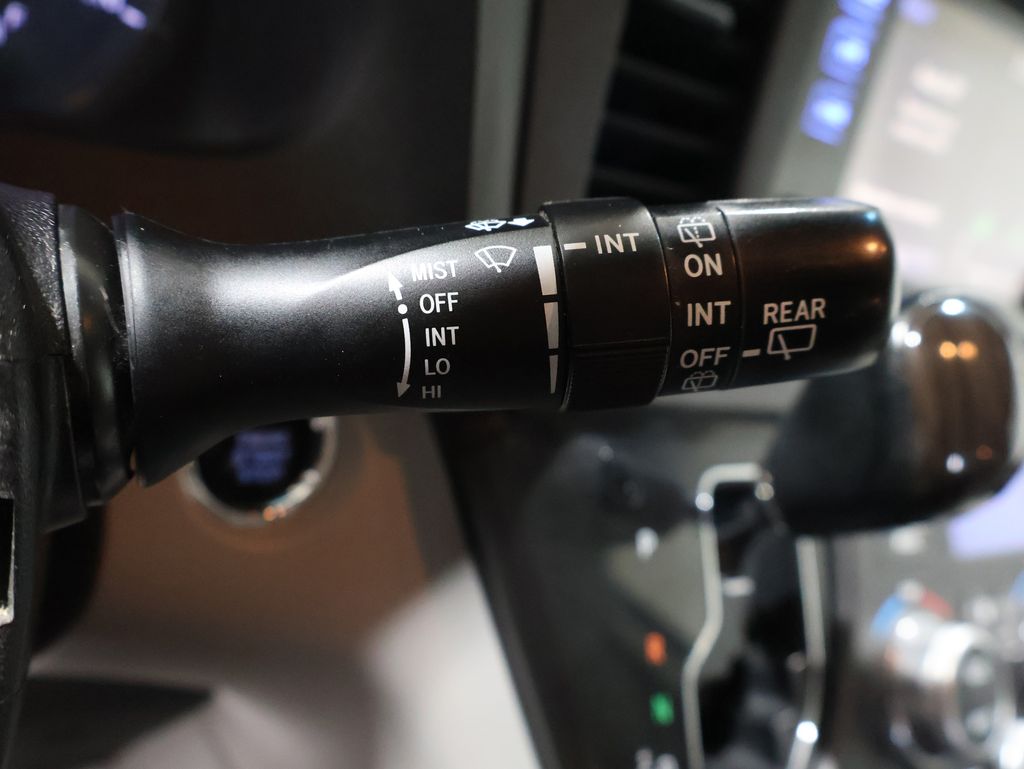 MIST
OFF
INT
LO
HI
INT
ON
INT
OFF
REAR